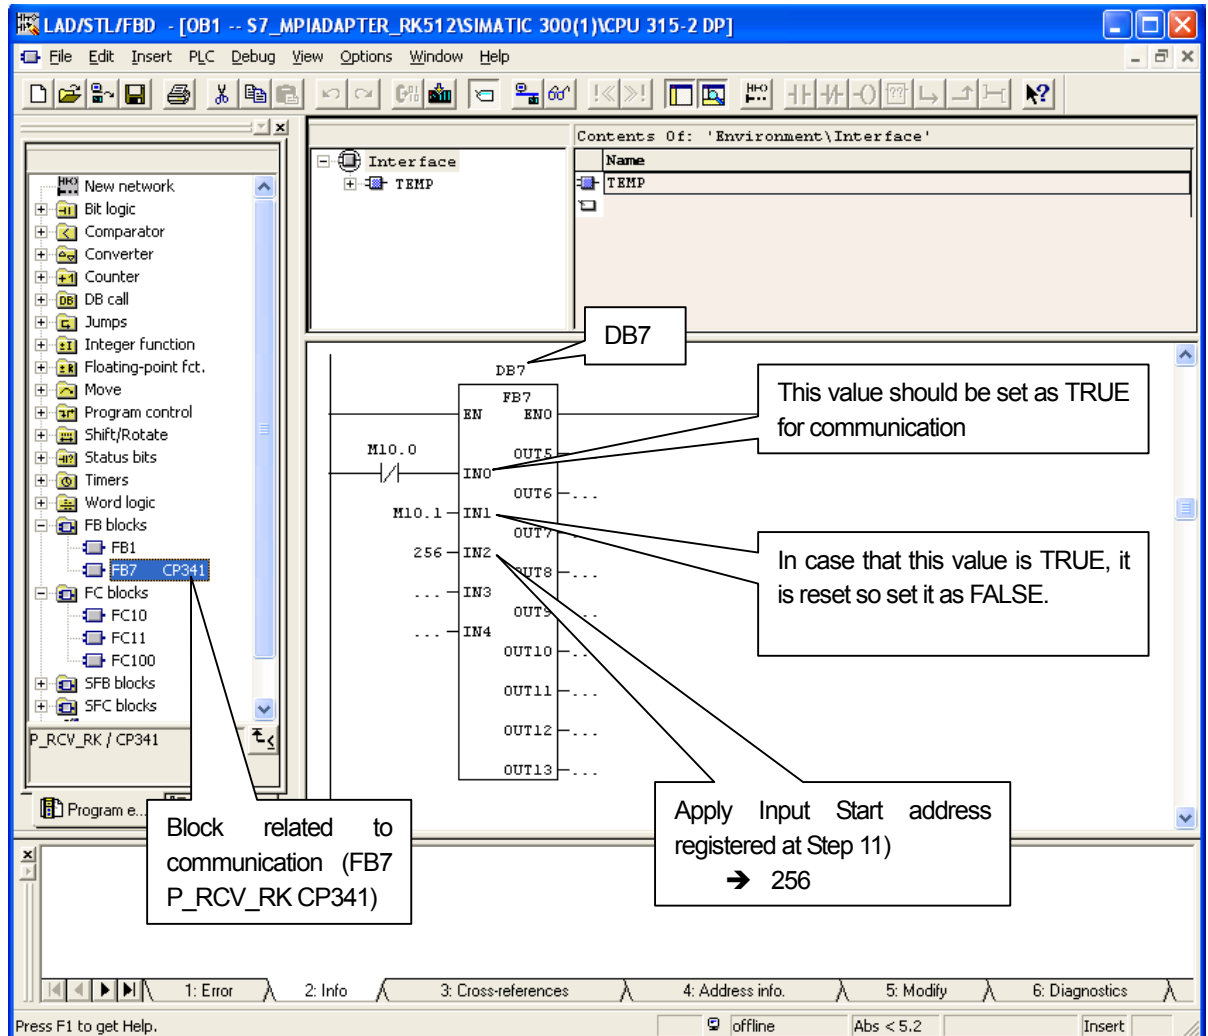 LAD/STL/FBD - [OB1 -- S7_MPIADAPTER_RK512\SIMATIC 300(1)\CPU 315-2 DP]
File Edit Insert PLC Debug View Options Window Help
Contents Of: 'Environment\Interface'
Interface
TEMP
Name
TEMP
New network
Bit logic
Comparator
Converter
Counter
DB call
Jumps
Integer function
Floating-point fct.
Move
Program control
Shift/Rotate
Status bits
Timers
Word logic
FB blocks
FB1
FB7 CP341
FC blocks
FC10
FC11
FC100
SFB blocks
SFC blocks
P_RCV_RK / CP341
Program e...
DB7
DB7
FB7
EN ENO
M10.0
OUT5
IN0
OUT6 ...
M10.1 IN1
OUT7 ...
256 IN2
OUT8 ...
... IN3
OUT9 ...
... IN4
OUT10 ...
OUT11 ...
OUT12 ...
OUT13 ...
This value should be set as TRUE
for communication
In case that this value is TRUE, it
is reset so set it as FALSE.
Block related to
communication (FB7
P_RCV_RK CP341)
Apply Input Start address
registered at Step 11)
➔ 256
1: Error 2: Info 3: Cross-references 4: Address info. 5: Modify 6: Diagnostics
Press F1 to get Help. offline Abs < 5.2 Insert